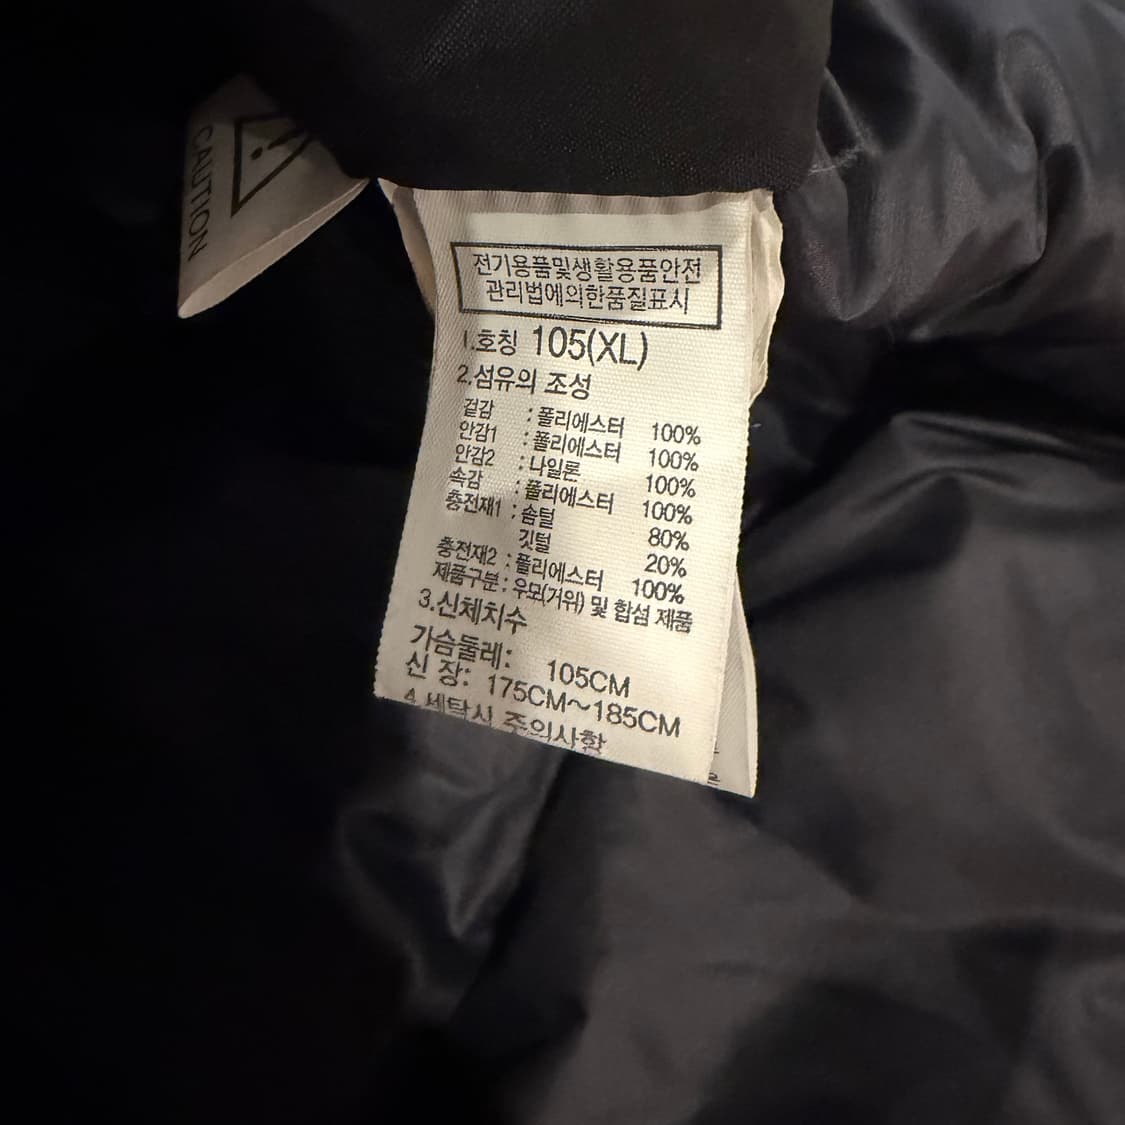 CAUTION
전기용품및생활용품안전
관리법에의한품질표시
1.호칭 105(XL)
2.섬유의 조성
겉감 : 폴리에스터 100%
안감1 : 폴리에스터 100%
안감2 : 나일론 100%
속감 : 폴리에스터 100%
충전재1 : 솜털 80%
깃털 20%
충전재2 : 폴리에스터 100%
제품구분 : 우모(거위) 및 합섬 제품
3.신체치수
가슴둘레: 105CM
신 장: 175CM~185CM
4.세탁시 주의사항